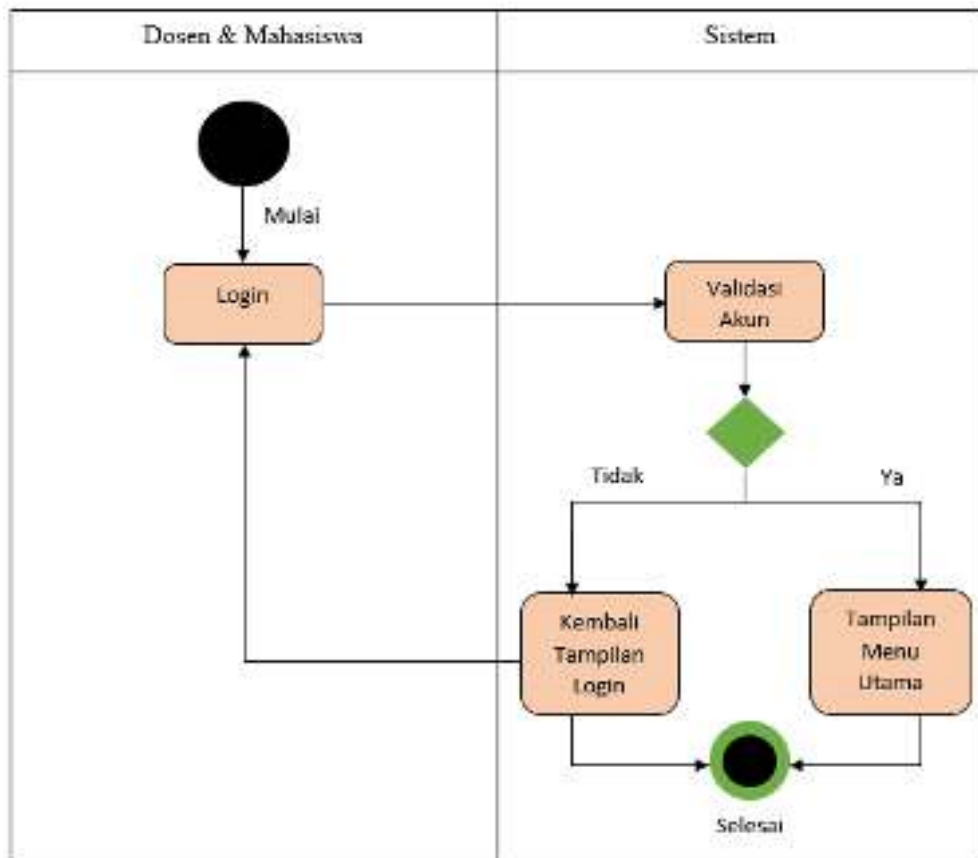 Dosen & Mahasiswa
Sistem
Mulai
Login
Validasi
Akun
Tidak
Ya
Kembali
Tampilan
Login
Tampilan
Menu
Utama
Selesai